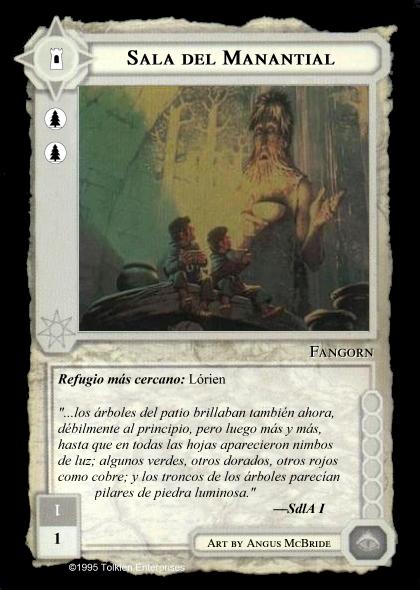 SALA DEL MANANTIAL
FANGORN
Refugio más cercano: Lórien
"...los árboles del patio brillaban también ahora,
débilmente al principio, pero luego más y más,
hasta que en todas las hojas aparecieron nimbos
de luz; algunos verdes, otros dorados, otros rojos
como cobre; y los troncos de los árboles parecían
pilares de piedra luminosa."
—SdlA I
I
1
ART BY ANGUS MCBRIDE
©1995 Tolkien Enterprises